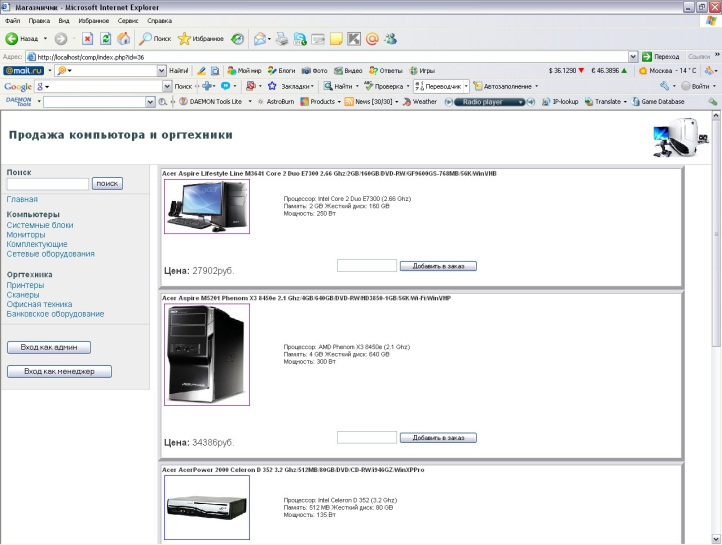 Магазинчик - Microsoft Internet Explorer
Файл Правка Вид Избранное Сервис Справка
Назад Поиск Избранное
Адрес: http://localhost/comp/index.php?id=36 Переход Ссылки »
@mail.ru Найти! Мой мир Блоги Фото Видео Ответы Игры $ 36.1290 ▼ € 46.3896 ▲ Москва - 14 °C
Google Поиск Закладки Найти Проверка Переводчик Автозаполнение Войти
DAEMON Tools DAEMON Tools Lite AstroBurn Products News [30/30] Weather Radio player IP-lookup Translate Game Database
Продажа компьютора и оргтехники
Поиск
поиск
Главная
Компьютеры
Системные блоки
Мониторы
Комплектующие
Сетевые оборудования
Оргтехника
Принтеры
Сканеры
Офисная техника
Банковское оборудование
Вход как админ
Вход как менеджер
Acer Aspire Lifestyle Line M3641 Core 2 Duo E7300 2.66 Ghz/2GB/160GB/DVD-RW/GF9600GS-768MB/56K/WinVHB
Процессор: Intel Core 2 Duo E7300 (2.66 Ghz)
Память: 2 GB Жесткий диск: 160 GB
Мощность: 250 Вт
Цена: 27902руб.
Добавить в заказ
Acer Aspire M5201 Phenom X3 8450e 2.1 Ghz/4GB/640GB/DVD-RW/HD3850-1GB/56K/Wi-Fi/WinVHP
Процессор: AMD Phenom X3 8450e (2.1 Ghz)
Память: 4 GB Жесткий диск: 640 GB
Мощность: 300 Вт
Цена: 34386руб.
Добавить в заказ
Acer AcerPower 2000 Celeron D 352 3.2 Ghz/512MB/80GB/DVD/CD-RW/i946GZ/WinXPPro
Процессор: Intel Celeron D 352 (3.2 Ghz)
Память: 512 MB Жесткий диск: 80 GB
Мощность: 135 Вт